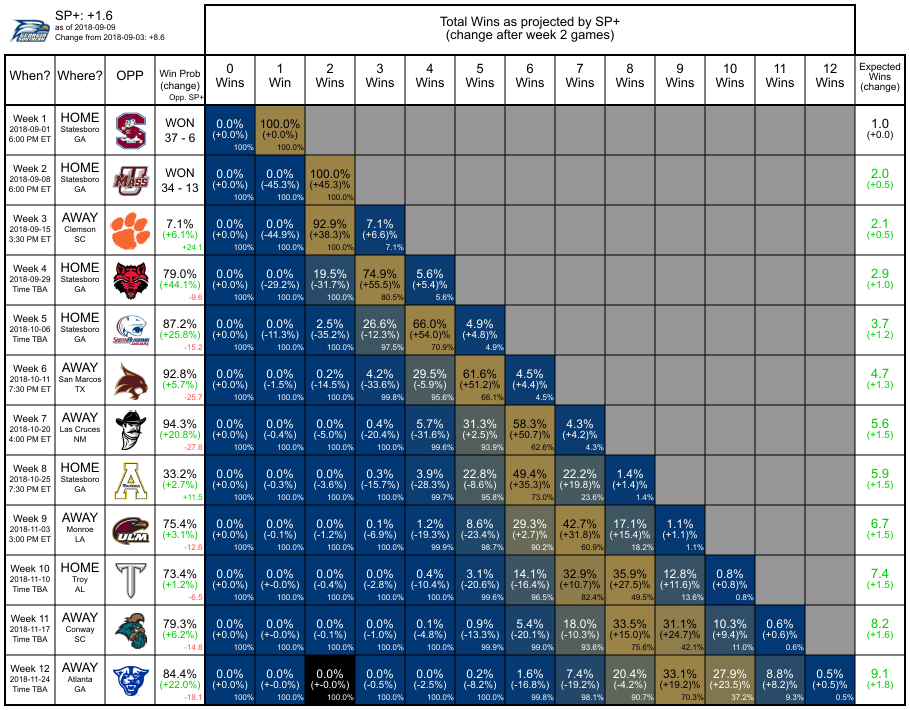 SP+: +1.6
as of 2018-09-09
Change from 2018-09-03: +8.6
Total Wins as projected by SP+
(change after week 2 games)
When? Where? OPP Win Prob (change) Opp. SP+ 0 Wins 1 Win 2 Wins 3 Wins 4 Wins 5 Wins 6 Wins 7 Wins 8 Wins 9 Wins 10 Wins 11 Wins 12 Wins Expected Wins (change)
Week 1 HOME WON 0.0% 100.0% 1.0
2018-09-01 Statesboro 37 - 6 (+0.0%) (+0.0%) (+0.0)
6:00 PM ET GA 100% 100.0%
Week 2 HOME WON 0.0% 0.0% 100.0% 2.0
2018-09-08 Statesboro 34 - 13 (+0.0%) (-45.3%) (+45.3)% (+0.5)
6:00 PM ET GA MASS 100% 100.0% 100.0%
Week 3 AWAY 7.1% 0.0% 0.0% 92.9% 7.1% 2.1
2018-09-15 Clemson (+6.1%) (+0.0%) (-44.9%) (+38.3)% (+6.6%) (+0.5)
3:30 PM ET SC +24.1 100% 100.0% 100.0% 7.1%
Week 4 HOME 79.0% 0.0% 0.0% 19.5% 74.9% 5.6% 2.9
2018-09-29 Statesboro (+44.1%) (+0.0%) (-29.2%) (-31.7%) (+55.5)% (+5.4%) (+1.0)
Time TBA GA -9.6 100% 100.0% 100.0% 80.5% 5.6%
Week 5 HOME 87.2% 0.0% 0.0% 2.5% 26.6% 66.0% 4.9% 3.7
2018-10-06 Statesboro (+25.8%) (+0.0%) (-11.3%) (-35.2%) (-12.3%) (+54.0)% (+4.8%) (+1.2)
Time TBA GA -15.2 100% 100.0% 100.0% 97.5% 70.9% 4.9%
Week 6 AWAY 92.8% 0.0% 0.0% 0.2% 4.2% 29.5% 61.6% 4.5% 4.7
2018-10-11 San Marcos (+5.7%) (+0.0%) (-1.5%) (-14.5%) (-33.6%) (-5.9%) (+51.2)% (+4.4%) (+1.3)
7:30 PM ET TX -25.7 100% 100.0% 100.0% 99.8% 95.6% 66.1% 4.5%
Week 7 AWAY 94.3% 0.0% 0.0% 0.0% 0.4% 5.7% 31.3% 58.3% 4.3% 5.6
2018-10-20 Las Cruces (+20.8%) (+0.0%) (-0.4%) (-5.0%) (-20.4%) (-31.6%) (+2.5)% (+50.7)% (+4.2%) (+1.5)
4:00 PM ET NM -27.8 100% 100.0% 100.0% 100.0% 99.6% 93.9% 62.6% 4.3%
Week 8 HOME 33.2% 0.0% 0.0% 0.0% 0.3% 3.9% 22.8% 49.4% 22.2% 1.4% 5.9
2018-10-25 Statesboro (+2.7%) (+0.0%) (-0.3%) (-3.6%) (-15.7%) (-28.3%) (-8.6%) (+35.3)% (+19.8%) (+1.4%) (+1.5)
7:30 PM ET GA +11.5 100% 100.0% 100.0% 100.0% 99.7% 95.8% 73.0% 23.6% 1.4%
Week 9 AWAY 75.4% 0.0% 0.0% 0.0% 0.1% 1.2% 8.6% 29.3% 42.7% 17.1% 1.1% 6.7
2018-11-03 Monroe ULM (+3.1%) (+0.0%) (-0.1%) (-1.2%) (-6.9%) (-19.3%) (-23.4%) (+2.7)% (+31.8)% (+15.4)% (+1.1%) (+1.5)
3:00 PM ET LA -12.6 100% 100.0% 100.0% 100.0% 99.9% 98.7% 90.2% 60.9% 18.2% 1.1%
Week 10 HOME 73.4% 0.0% 0.0% 0.0% 0.0% 0.4% 3.1% 14.1% 32.9% 35.9% 12.8% 0.8% 7.4
2018-11-10 Troy (+1.2%) (+0.0%) (+-0.0%) (-0.4%) (-2.8%) (-10.4%) (-20.6%) (-16.4%) (+10.7)% (+27.5)% (+11.6%) (+0.8%) (+1.5)
Time TBA AL -6.5 100% 100.0% 100.0% 100.0% 100.0% 99.6% 96.5% 82.4% 49.5% 13.6% 0.8%
Week 11 AWAY 79.3% 0.0% 0.0% 0.0% 0.0% 0.1% 0.9% 5.4% 18.0% 33.5% 31.1% 10.3% 0.6% 8.2
2018-11-17 Conway (+6.2%) (+0.0%) (+-0.0%) (-0.1%) (-1.0%) (-4.8%) (-13.3%) (-20.1%) (-10.3%) (+15.0)% (+24.7)% (+9.4)% (+0.6%) (+1.6)
Time TBA SC -14.8 100% 100.0% 100.0% 100.0% 100.0% 99.9% 99.0% 93.6% 75.6% 42.1% 11.0% 0.6%
Week 12 AWAY 84.4% 0.0% 0.0% 0.0% 0.0% 0.0% 0.2% 1.6% 7.4% 20.4% 33.1% 27.9% 8.8% 0.5% 9.1
2018-11-24 Atlanta (+22.0%) (+0.0%) (+-0.0%) (+-0.0%) (-0.5%) (-2.5%) (-8.2%) (-16.8%) (-19.2%) (-4.2%) (+19.2)% (+23.5)% (+8.2)% (+0.5)% (+1.8)
Time TBA GA -18.1 100% 100.0% 100.0% 100.0% 100.0% 100.0% 99.8% 98.1% 90.7% 70.3% 37.2% 9.3% 0.5%